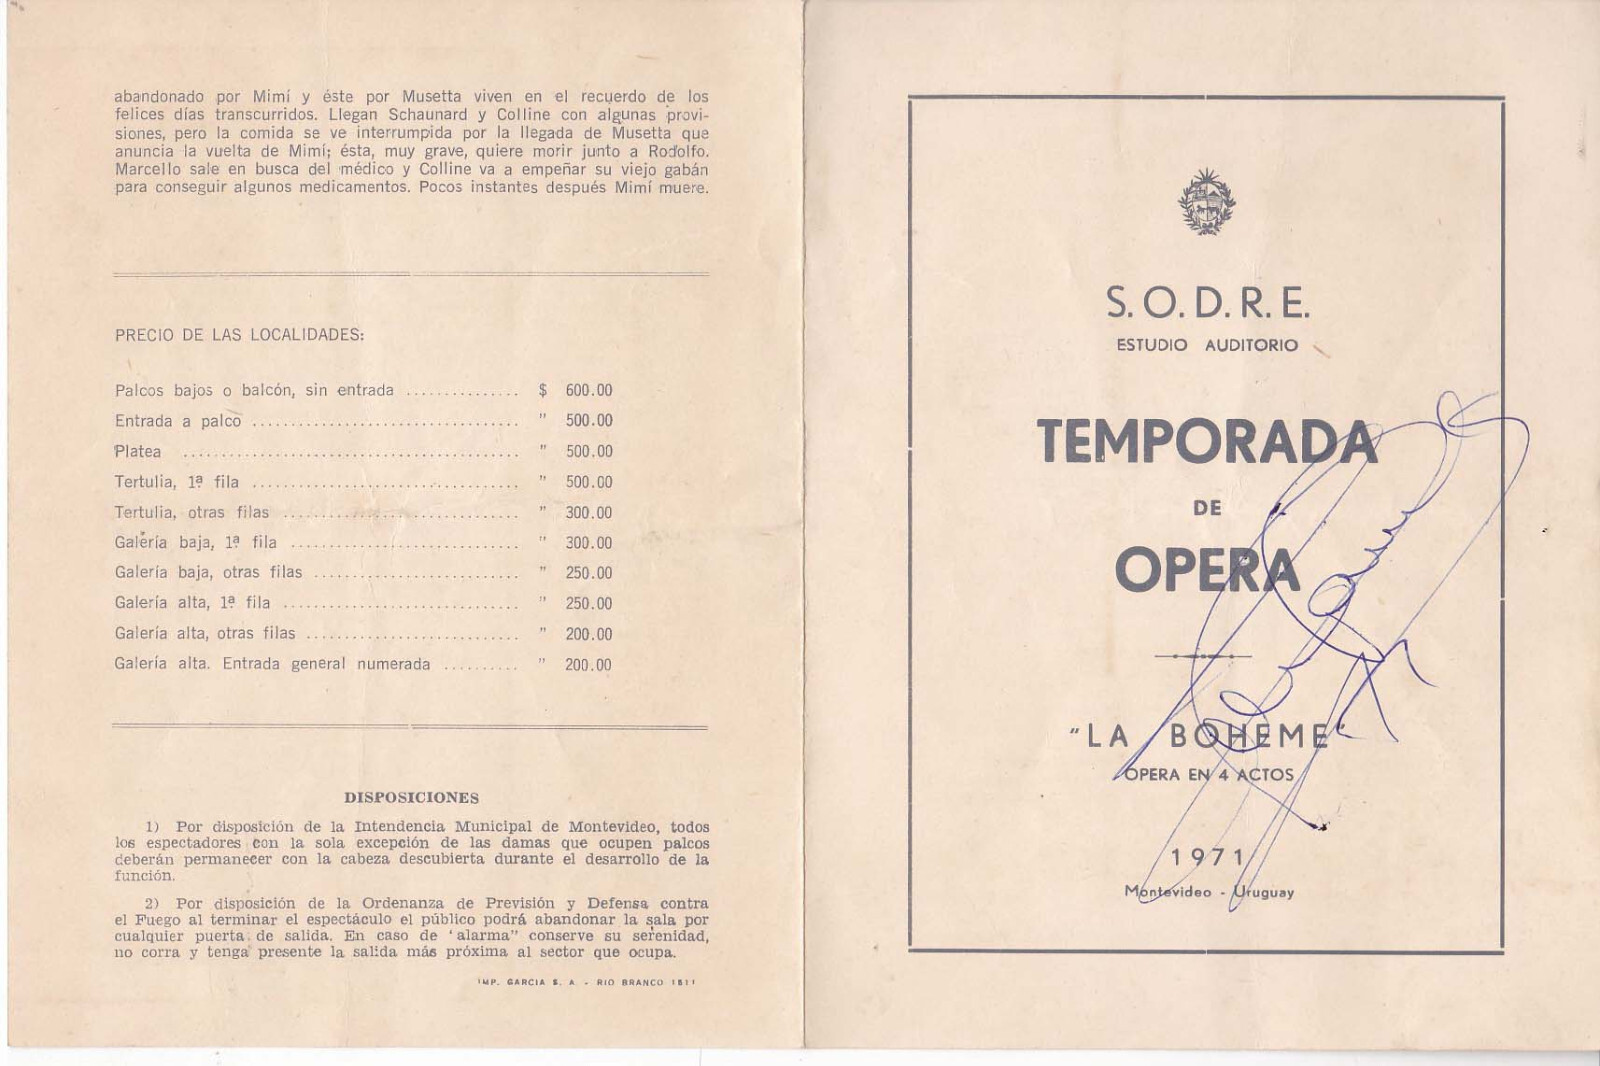 abandonado por Mimí y éste por Musetta viven en el recuerdo de los
felices días transcurridos. Llegan Schaunard y Colline con algunas provi-
siones, pero la comida se ve interrumpida por la llegada de Musetta que
anuncia la vuelta de Mimí; ésta, muy grave, quiere morir junto a Rodolfo.
Marcello sale en busca del médico y Colline va a empeñar su viejo gabán
para conseguir algunos medicamentos. Pocos instantes después Mimí muere.
PRECIO DE LAS LOCALIDADES:
Palcos bajos o balcón, sin entrada ............... $ 600.00
Entrada a palco ................................... " 500.00
Platea ............................................ " 500.00
Tertulia, 1ª fila ................................... " 500.00
Tertulia, otras filas ............................... " 300.00
Galería baja, 1ª fila .............................. " 300.00
Galería baja, otras filas ........................... " 250.00
Galería alta, 1ª fila ............................... " 250.00
Galería alta, otras filas ............................ " 200.00
Galería alta. Entrada general numerada .......... " 200.00
DISPOSICIONES
1) Por disposición de la Intendencia Municipal de Montevideo, todos
los espectadores con la sola excepción de las damas que ocupen palcos
deberán permanecer con la cabeza descubierta durante el desarrollo de la
función.
2) Por disposición de la Ordenanza de Previsión y Defensa contra
el Fuego al terminar el espectáculo el público podrá abandonar la sala por
cualquier puerta de salida. En caso de 'alarma" conserve su serenidad,
no corra y tenga presente la salida más próxima al sector que ocupa.
IMP. GARCIA S. A. - RIO BRANCO 1511
S. O. D. R. E.
ESTUDIO AUDITORIO
TEMPORADA
DE
OPERA
"LA BOHEME"
OPERA EN 4 ACTOS
1971
Montevideo - Uruguay